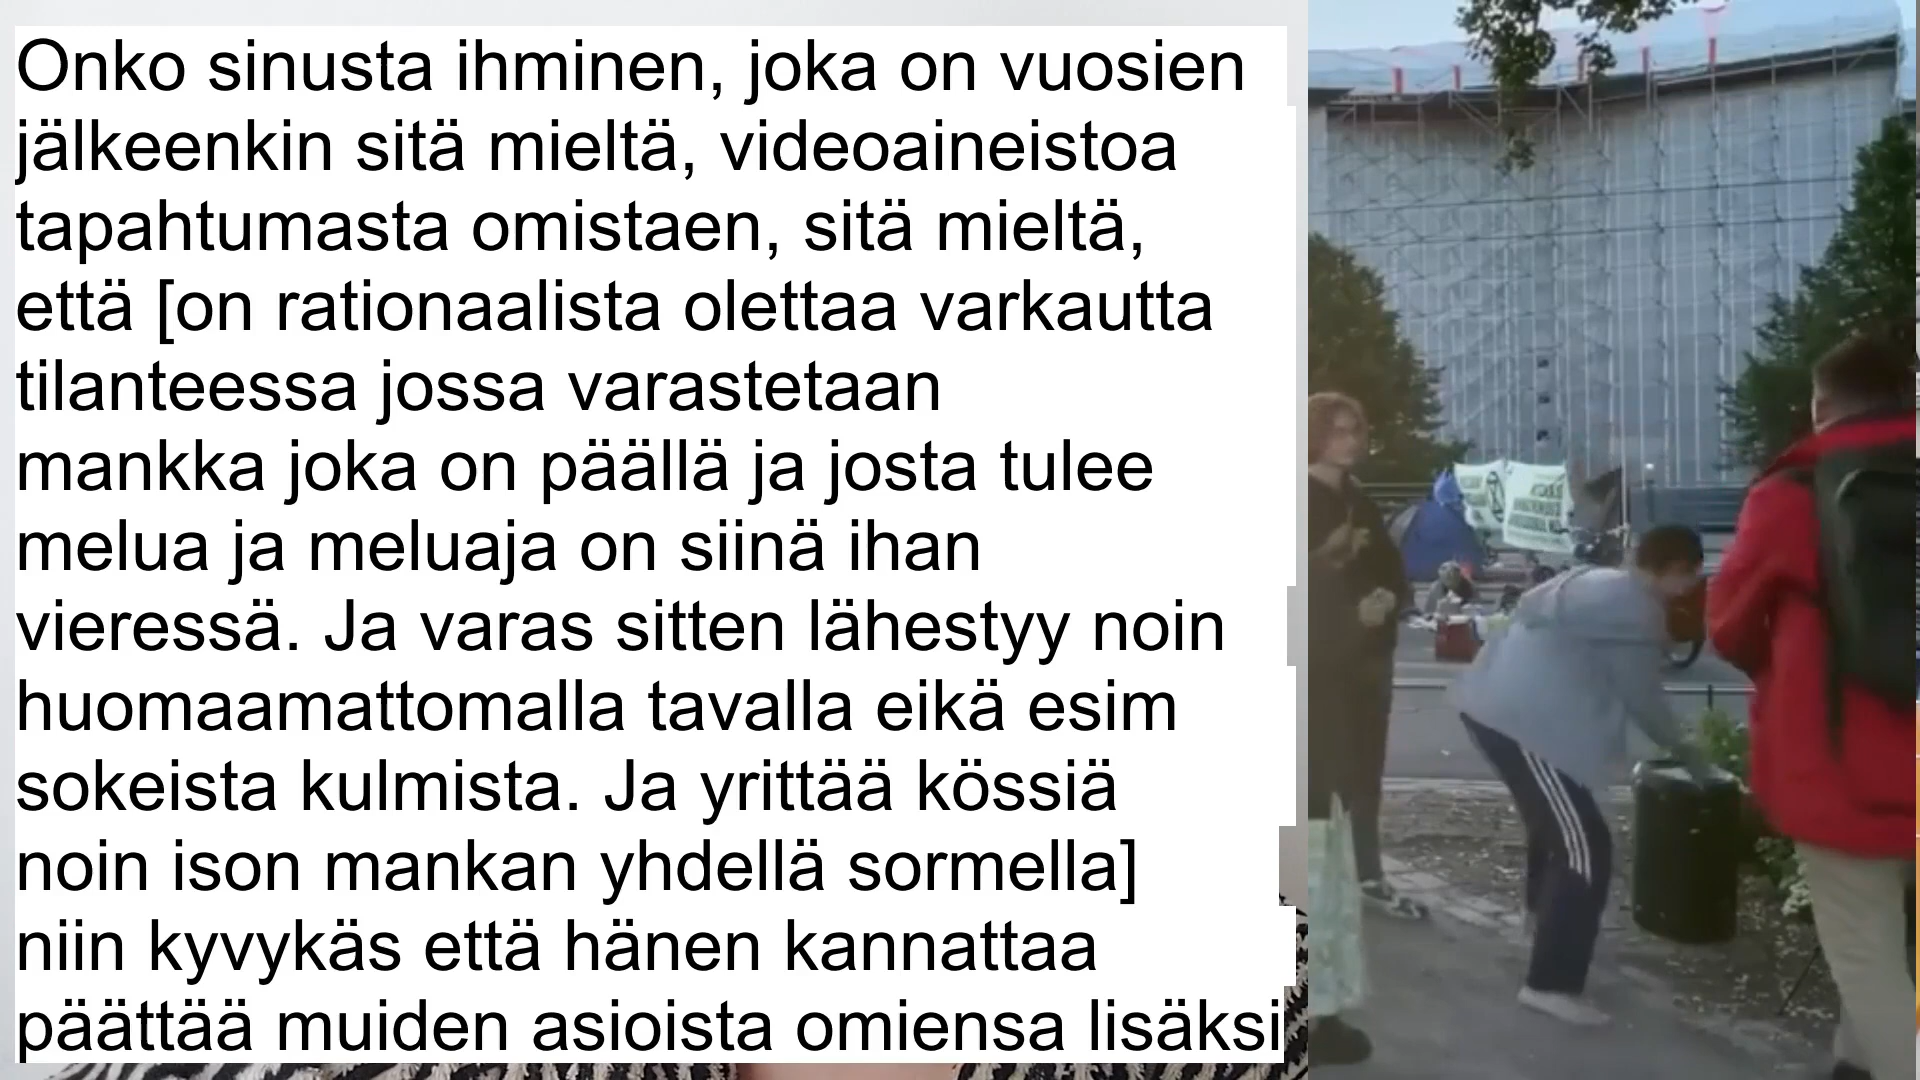 Onko sinusta ihminen, joka on vuosien
jälkeenkin sitä mieltä, videoaineistoa
tapahtumasta omistaen, sitä mieltä,
että [on rationaalista olettaa varkautta
tilanteessa jossa varastetaan
mankka joka on päällä ja josta tulee
melua ja meluaja on siinä ihan
vieressä. Ja varas sitten lähestyy noin
huomaamattomalla tavalla eikä esim
sokeista kulmista. Ja yrittää kössiä
noin ison mankan yhdellä sormella]
niin kyvykäs että hänen kannattaa
päättää muiden asioista omiensa lisäksi